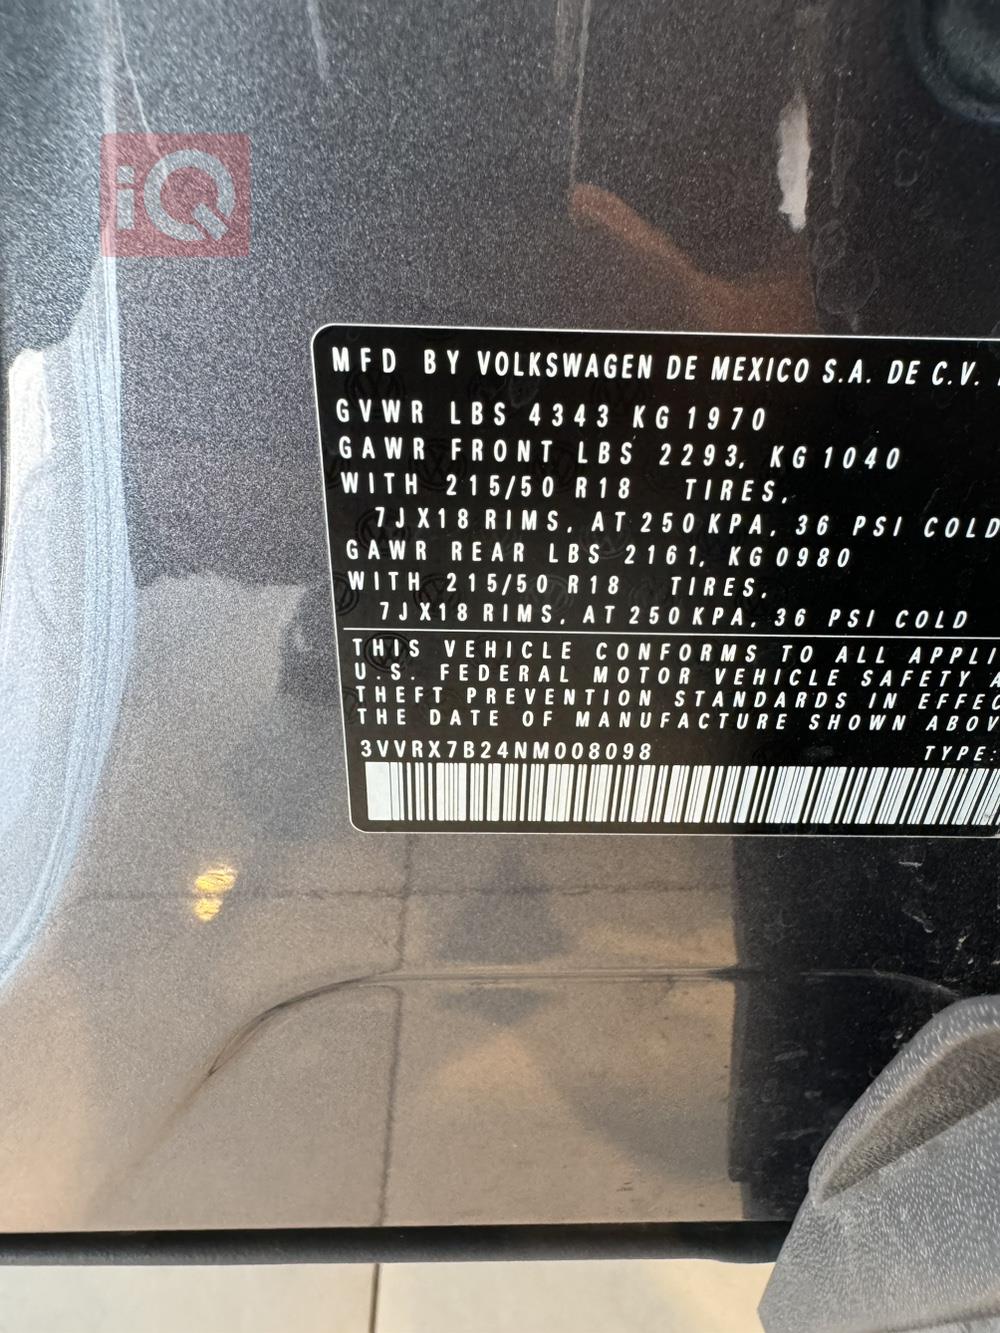 iQ
MFD BY VOLKSWAGEN DE MEXICO S.A. DE C.V.
GVWR LBS 4343 KG 1970
GAWR FRONT LBS 2293, KG 1040
WITH 215/50 R18 TIRES,
7JX18 RIMS, AT 250 KPA, 36 PSI COLD
GAWR REAR LBS 2161, KG 0980
WITH 215/50 R18 TIRES,
7JX18 RIMS, AT 250 KPA, 36 PSI COLD
THIS VEHICLE CONFORMS TO ALL APPLI
U.S. FEDERAL MOTOR VEHICLE SAFETY A
THEFT PREVENTION STANDARDS IN EFFEC
THE DATE OF MANUFACTURE SHOWN ABOV
3VVRX7B24NM008098 TYPE: